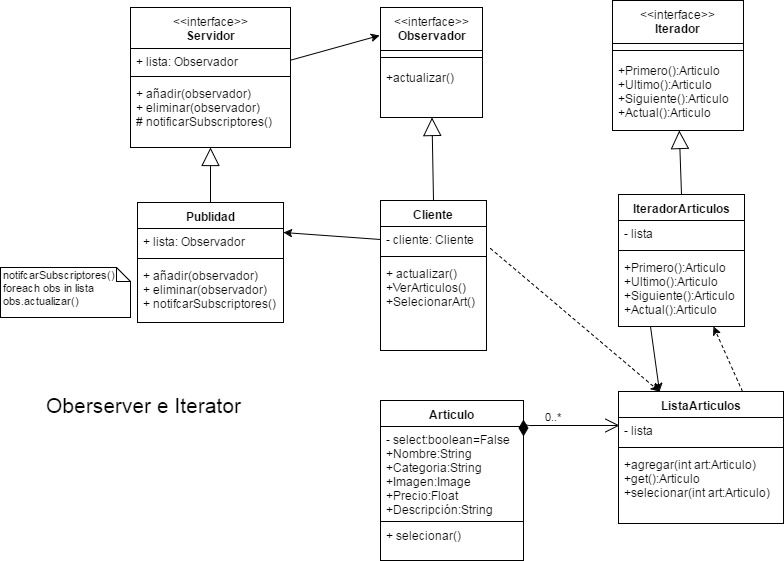 <<interface>>
Servidor
+ lista: Observador
+ añadir(observador)
+ eliminar(observador)
# notificarSubscriptores()
<<interface>>
Observador
+actualizar()
<<interface>>
Iterador
+Primero():Articulo
+Ultimo():Articulo
+Siguiente():Articulo
+Actual():Articulo
Publidad
+ lista: Observador
+ añadir(observador)
+ eliminar(observador)
+ notifcarSubscriptores()
Cliente
- cliente: Cliente
+ actualizar()
+ VerArticulos()
+ SelecionarArt()
IteradorArticulos
- lista
+Primero():Articulo
+Ultimo():Articulo
+Siguiente():Articulo
+Actual():Articulo
notifcarSubscriptores()
foreach obs in lista
obs.actualizar()
Oberserver e Iterator
Articulo
- select:boolean=False
+Nombre:String
+Categoria:String
+Imagen:Image
+Precio:Float
+Descripción:String
+ selecionar()
0..*
ListaArticulos
- lista
+agregar(int art:Articulo)
+get():Articulo
+selecionar(int art:Articulo)